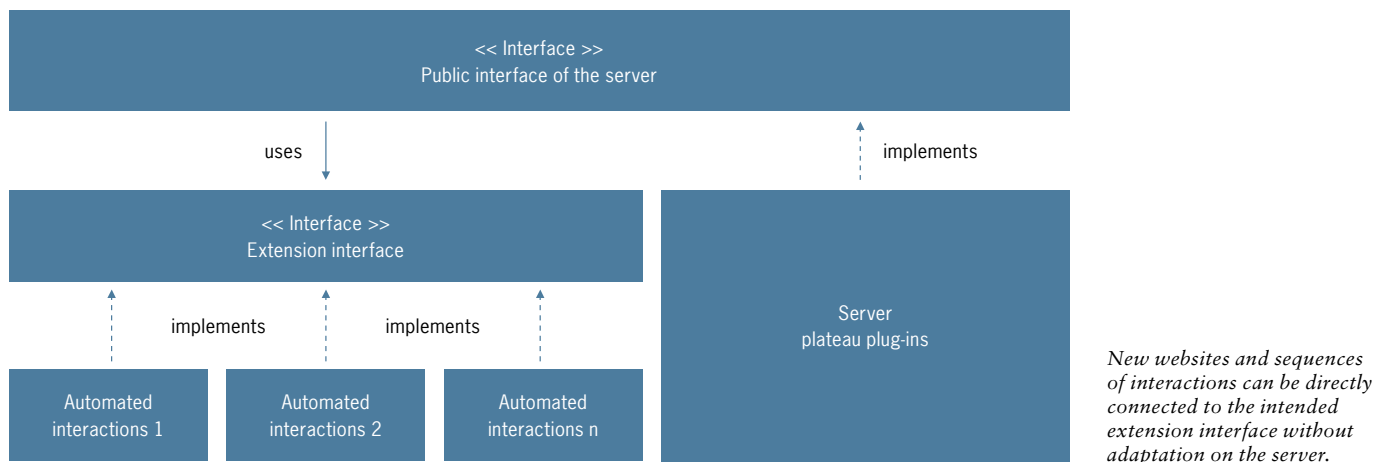 << Interface >>
Public interface of the server
uses
implements
<< Interface >>
Extension interface
implements
implements
Server
plateau plug-ins
Automated
interactions 1
Automated
interactions 2
Automated
interactions n
New websites and sequences
of interactions can be directly
connected to the intended
extension interface without
adaptation on the server.